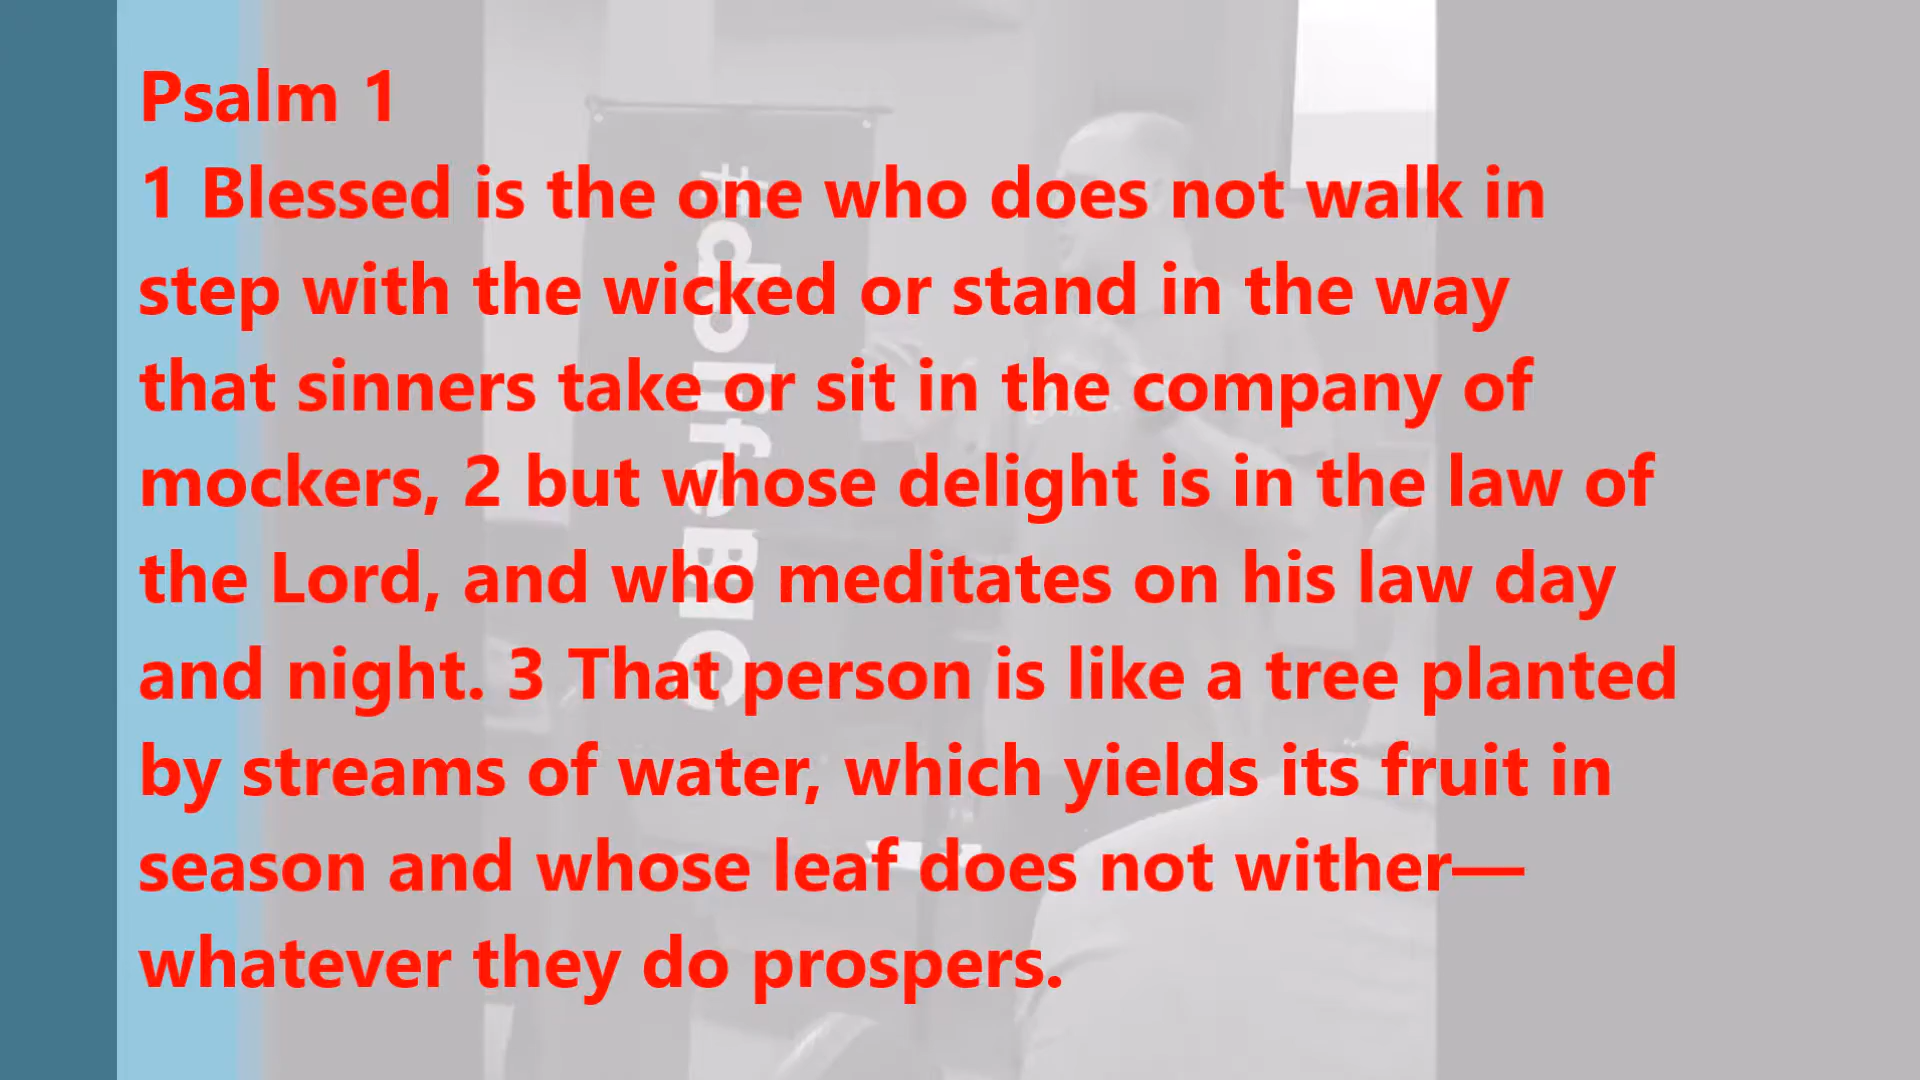 Psalm 1
1 Blessed is the one who does not walk in
step with the wicked or stand in the way
that sinners take or sit in the company of
mockers, 2 but whose delight is in the law of
the Lord, and who meditates on his law day
and night. 3 That person is like a tree planted
by streams of water, which yields its fruit in
season and whose leaf does not wither—
whatever they do prospers.
#dolifeBIC